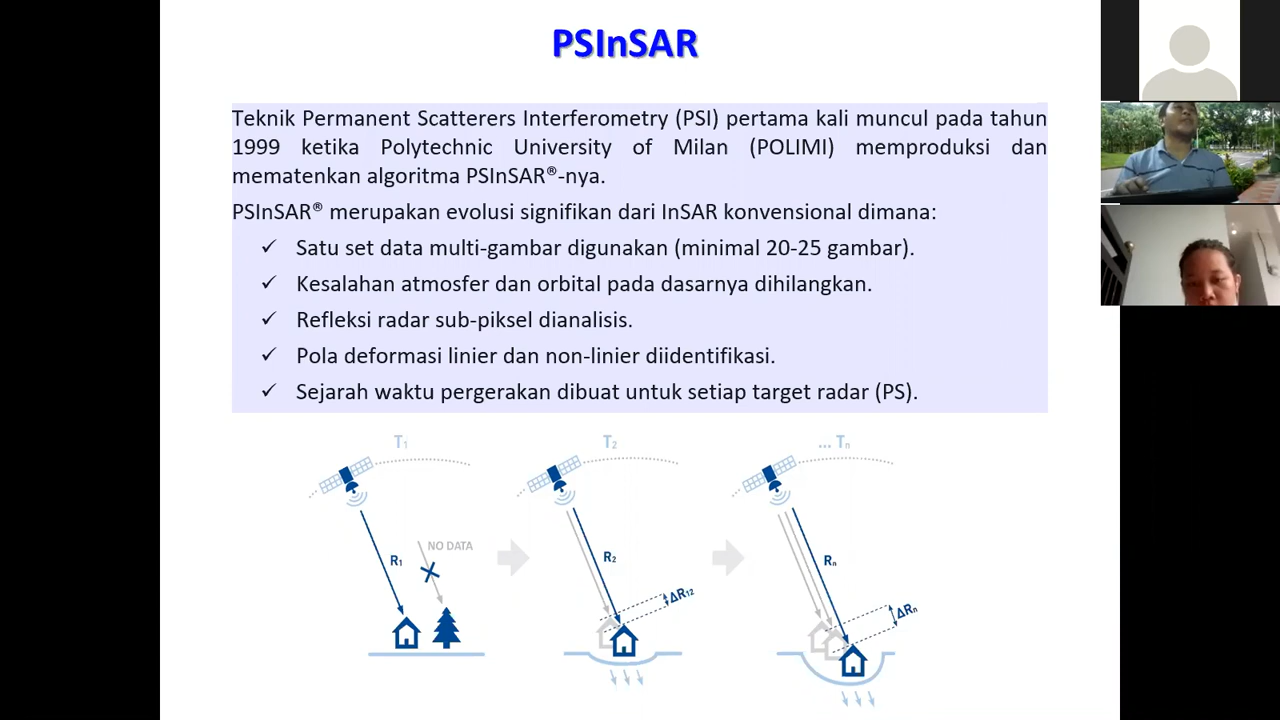 PSInSAR
Teknik Permanent Scatterers Interferometry (PSI) pertama kali muncul pada tahun
1999 ketika Polytechnic University of Milan (POLIMI) memproduksi dan
mematenkan algoritma PSInSAR®-nya.
PSInSAR® merupakan evolusi signifikan dari InSAR konvensional dimana:
✓ Satu set data multi-gambar digunakan (minimal 20-25 gambar).
✓ Kesalahan atmosfer dan orbital pada dasarnya dihilangkan.
✓ Refleksi radar sub-piksel dianalisis.
✓ Pola deformasi linier dan non-linier diidentifikasi.
✓ Sejarah waktu pergerakan dibuat untuk setiap target radar (PS).
T₁
T₂
... Tₙ
R₁
NO DATA
R₂
ΔR₁₂
Rₙ
ΔRₙ